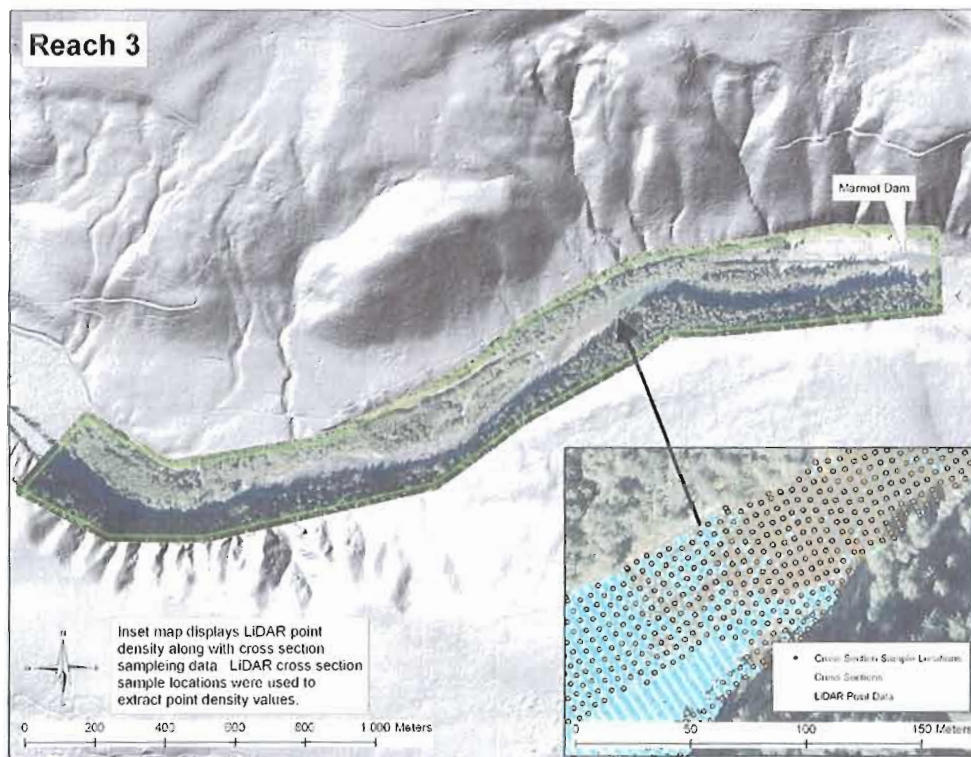 Reach 3
Marmot Dam
Inset map displays LiDAR point
density along with cross section
sampleing data. LiDAR cross section
sample locations were used to
extract point density values.
N
0 200 400 600 800 1 000 Meters
Cross Section Sample Locations
Cross Sections
LiDAR Point Data
0 50 100 150 Meters